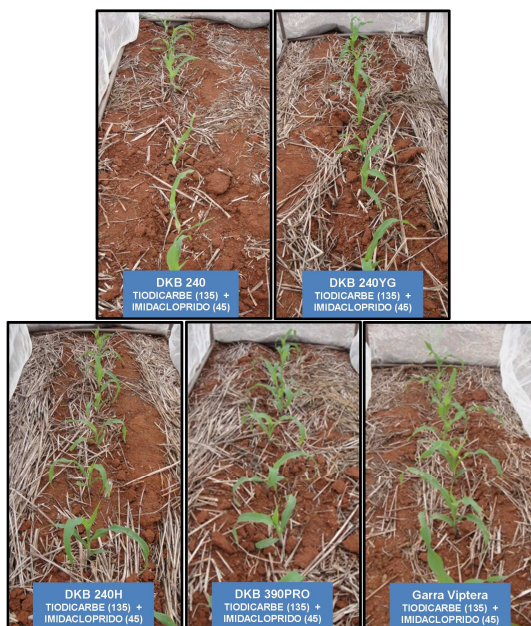 DKB 240
TIODICARBE (135) +
IMIDACLOPRIDO (45)
DKB 240YG
TIODICARBE (135) +
IMIDACLOPRIDO (45)
DKB 240H
TIODICARBE (135) +
IMIDACLOPRIDO (45)
DKB 390PRO
TIODICARBE (135) +
IMIDACLOPRIDO (45)
Garra Viptera
TIODICARBE (135) +
IMIDACLOPRIDO (45)